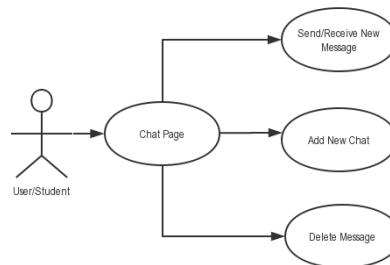 Send/Receive New
Message
Chat Page
Add New Chat
User/Student
Delete Message